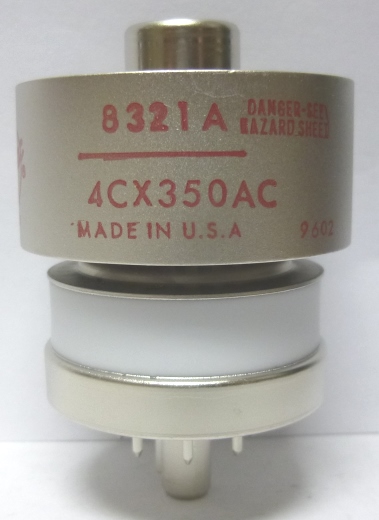 8321A
DANGER-SEE
HAZARD SHEET
4CX350AC
MADE IN U.S.A
9602